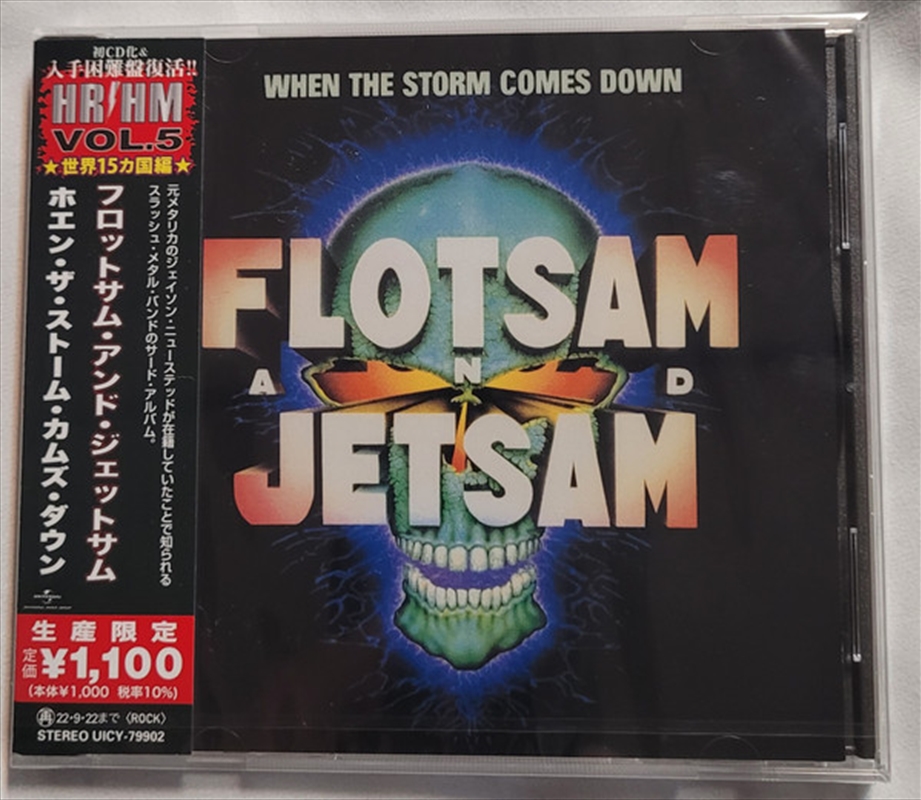 初CD化&
入手困難盤復活!!
HR/HM
VOL.5
★世界15カ国編★
元メタリカのジェイソン・ニューステッドが在籍していたことで知られる
スラッシュ・メタル・バンドのサード・アルバム。
フロットサム・アンド・ジェットサム
ホエン・ザ・ストーム・カムズ・ダウン
UNIVERSAL
生産限定
定価 ¥1,100
(本体¥1,000 税率10%)
再 22・9・22まで〈ROCK〉
STEREO UICY-79902
WHEN THE STORM COMES DOWN
FLOTSAM
A N D
JETSAM